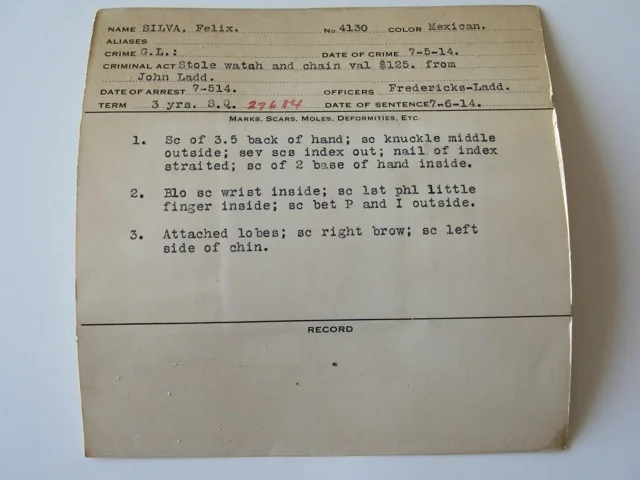 NAME SILVA, Felix. No. 4130 COLOR Mexican.
ALIASES
CRIME G.L.: DATE OF CRIME 7-5-14.
CRIMINAL ACT Stole watah and chain val $125. from
John Ladd.
DATE OF ARREST 7-514. OFFICERS Fredericks-Ladd.
TERM 3 yrs. S.Q. 27684 DATE OF SENTENCE 7-6-14.
MARKS, SCARS, MOLES, DEFORMITIES, ETC.
1. Sc of 3.5 back of hand; sc knuckle middle
outside; sev scs index out; nail of index
straited; sc of 2 base of hand inside.
2. Blo sc wrist inside; sc 1st phl little
finger inside; sc bet P and I outside.
3. Attached lobes; sc right brow; sc left
side of chin.
RECORD